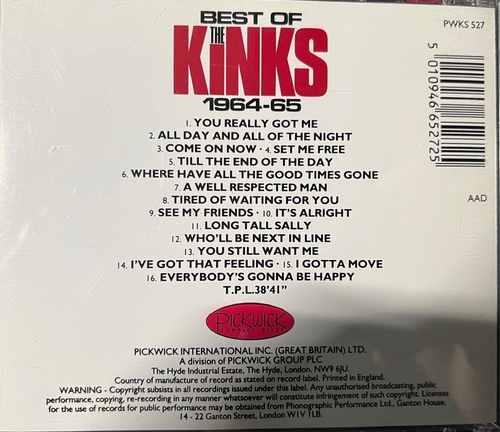 BEST OF
PWKS 527
THE
KINKS
1964-65
1. YOU REALLY GOT ME
2. ALL DAY AND ALL OF THE NIGHT
3. COME ON NOW · 4. SET ME FREE
5. TILL THE END OF THE DAY
6. WHERE HAVE ALL THE GOOD TIMES GONE
7. A WELL RESPECTED MAN
8. TIRED OF WAITING FOR YOU
AAD
9. SEE MY FRIENDS · 10. IT'S ALRIGHT
11. LONG TALL SALLY
12. WHO'LL BE NEXT IN LINE
13. YOU STILL WANT ME
14. I'VE GOT THAT FEELING · 15. I GOTTA MOVE
16. EVERYBODY'S GONNA BE HAPPY
T.P.L.38'41"
5 010946 652725
PICKWICK
COMPACT DISCS
PICKWICK INTERNATIONAL INC. (GREAT BRITAIN) LTD.
A division of PICKWICK GROUP PLC
The Hyde Industrial Estate, The Hyde, London. NW9 6JU.
Country of manufacture of record as stated on record label. Printed in England.
WARNING - Copyright subsists in all recordings issued under this label. Any unauthorised broadcasting, public
performance, copying, re-recording in any manner whatsoever will constitute infringement of such copyright. Licenses
for the use of records for public performance may be obtained from Phonographic Performance Ltd., Ganton House.
14 - 22 Ganton Street, London W1V 1LB.